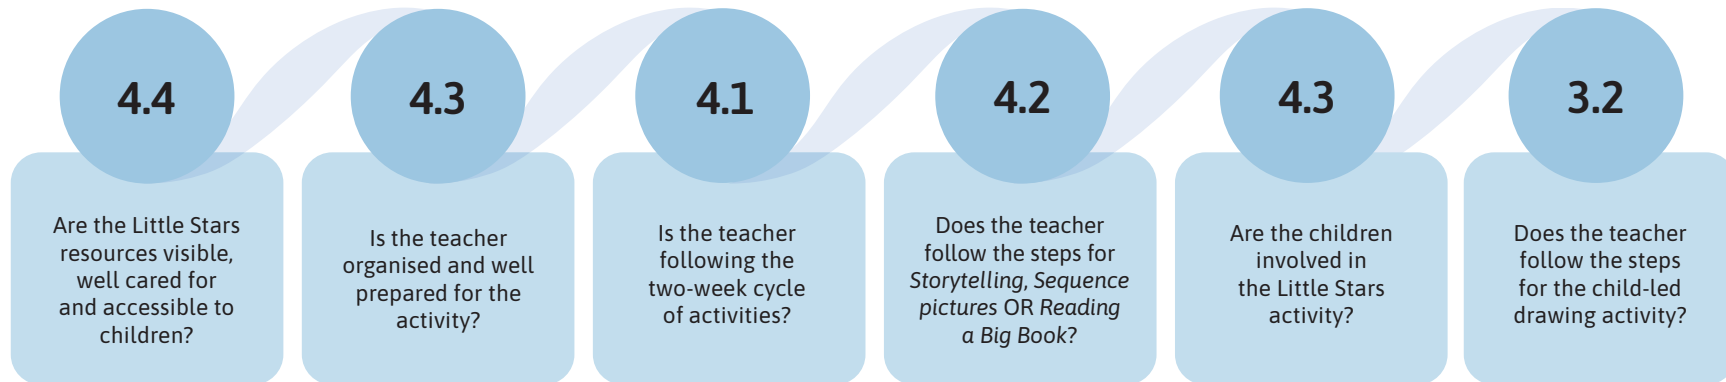 4.4
Are the Little Stars
resources visible,
well cared for
and accessible to
children?
4.3
Is the teacher
organised and well
prepared for the
activity?
4.1
Is the teacher
following the
two-week cycle
of activities?
4.2
Does the teacher
follow the steps for
Storytelling, Sequence
pictures OR Reading
a Big Book?
4.3
Are the children
involved in
the Little Stars
activity?
3.2
Does the teacher
follow the steps
for the child-led
drawing activity?